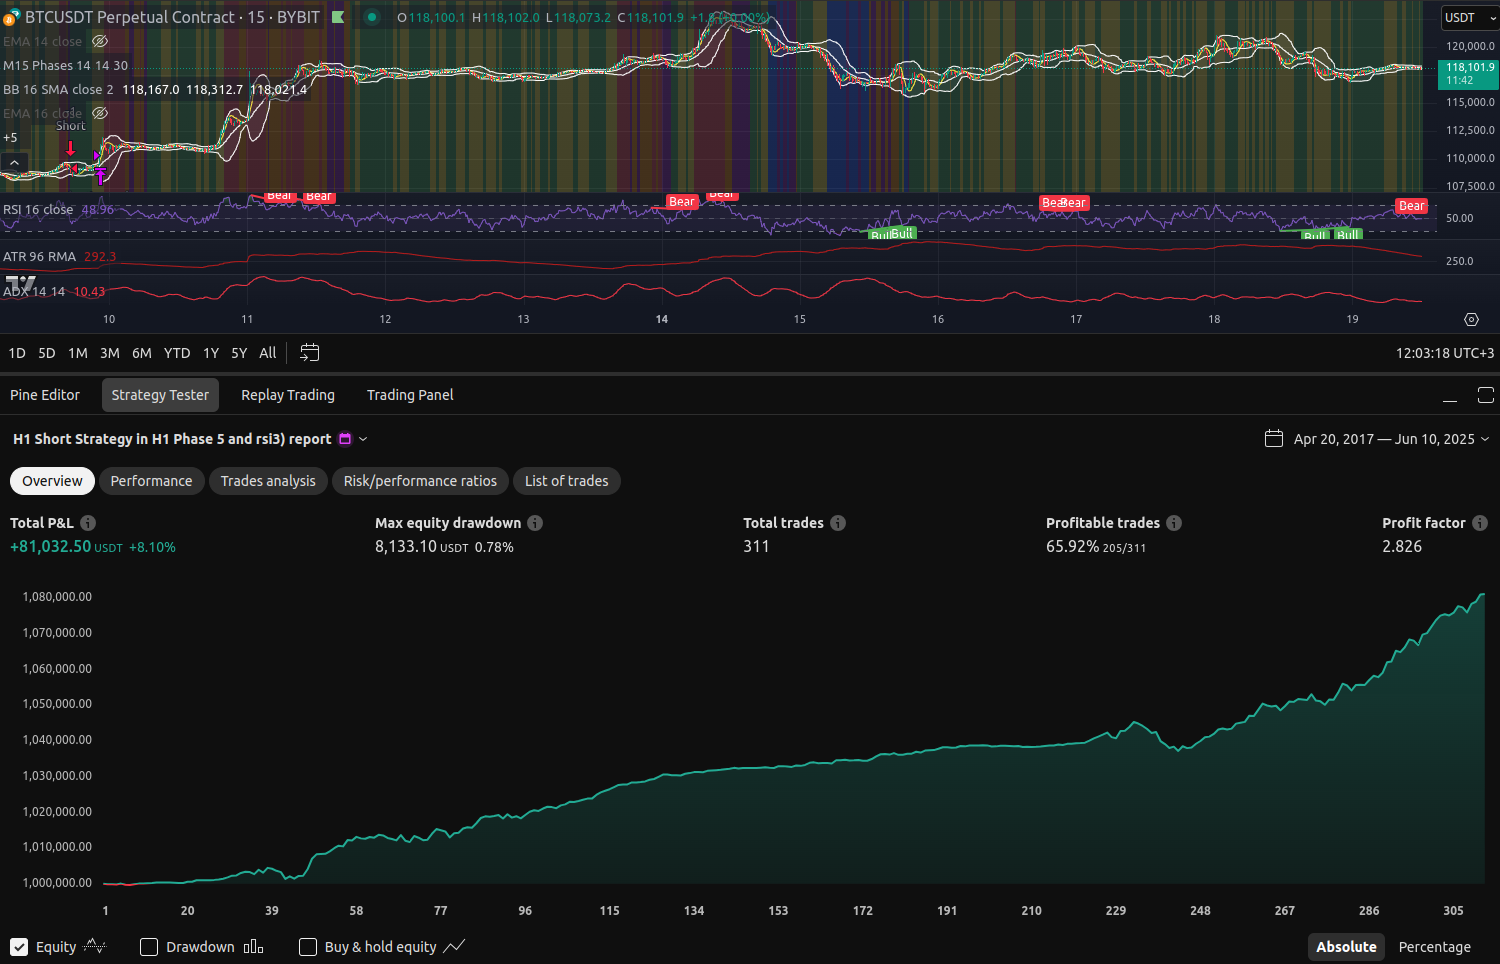 BTCUSDT Perpetual Contract · 15 · BYBIT O118,100.1 H118,102.0 L118,073.2 C118,101.9 +1.8 (+0.00%)
USDT
EMA 14 close
120,000.0
M15 Phases 14 14 30
118,101.9
11:42
BB 16 SMA close 2 118,167.0 118,312.7 118,021.4
115,000.0
EMA 16 close
Short
112,500.0
+5
110,000.0
107,500.0
Bear Bear Bear Bear Bear Bear Bear
RSI 16 close 48.96
50.00
Bull Bull Bull Bull
ATR 96 RMA 292.3
250.0
ADX 14 14 10.43
10 11 12 13 14 15 16 17 18 19
1D 5D 1M 3M 6M YTD 1Y 5Y All
12:03:18 UTC+3
Pine Editor Strategy Tester Replay Trading Trading Panel
H1 Short Strategy in H1 Phase 5 and rsi3) report
Apr 20, 2017 — Jun 10, 2025
Overview Performance Trades analysis Risk/performance ratios List of trades
Total P&L Max equity drawdown Total trades Profitable trades Profit factor
+81,032.50 USDT +8.10% 8,133.10 USDT 0.78% 311 65.92% 205/311 2.826
1,080,000.00
1,070,000.00
1,060,000.00
1,050,000.00
1,040,000.00
1,030,000.00
1,020,000.00
1,010,000.00
1,000,000.00
1 20 39 58 77 96 115 134 153 172 191 210 229 248 267 286 305
Equity Drawdown Buy & hold equity Absolute Percentage